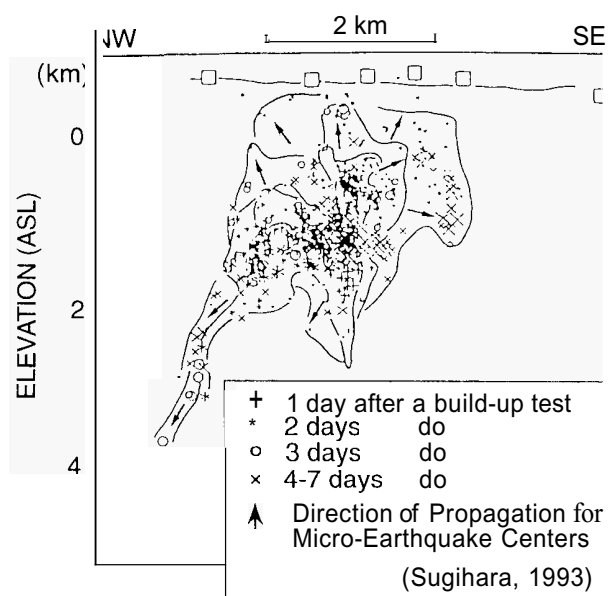 2 km
NW SE
(km)
0
ELEVATION (ASL)
2
4
+ 1 day after a build-up test
* 2 days do
○ 3 days do
× 4-7 days do
Direction of Propagation for
Micro-Earthquake Centers
(Sugihara, 1993)